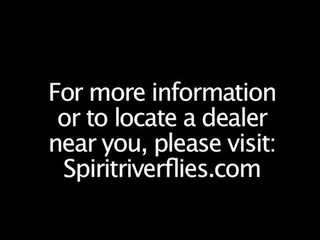 For more information
or to locate a dealer
near you, please visit:
Spiritriverflies.com